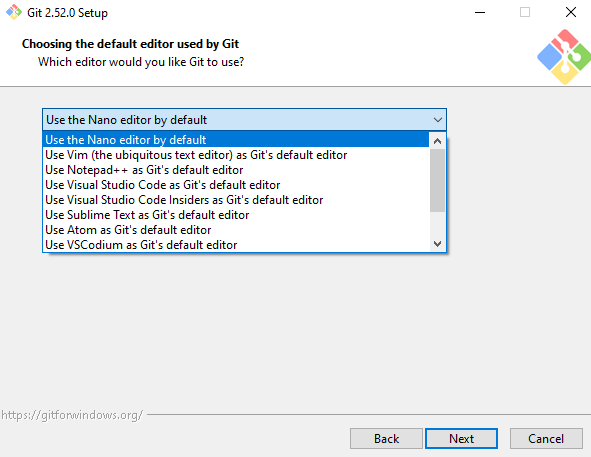 Git 2.52.0 Setup
Choosing the default editor used by Git
Which editor would you like Git to use?
Use the Nano editor by default
Use the Nano editor by default
Use Vim (the ubiquitous text editor) as Git's default editor
Use Notepad++ as Git's default editor
Use Visual Studio Code as Git's default editor
Use Visual Studio Code Insiders as Git's default editor
Use Sublime Text as Git's default editor
Use Atom as Git's default editor
Use VSCodium as Git's default editor
https://gitforwindows.org/
Back Next Cancel